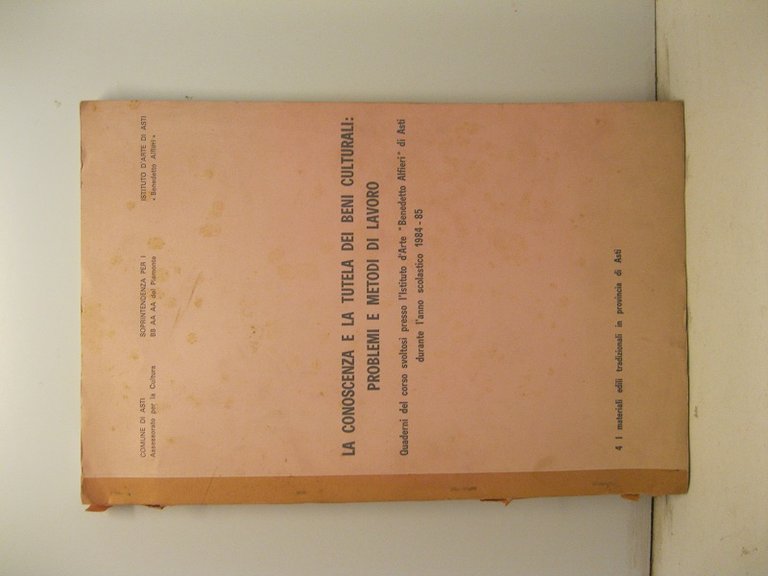 COMUNE DI ASTI
Assessorato per la Cultura
SOPRINTENDENZA PER I
BB AA AA del Piemonte
ISTITUTO D'ARTE DI ASTI
« Benedetto Alfieri »
LA CONOSCENZA E LA TUTELA DEI BENI CULTURALI:
PROBLEMI E METODI DI LAVORO
Quaderni del corso svoltosi presso l'Istituto d'Arte "Benedetto Alfieri" di Asti
durante l'anno scolastico 1984 - 85
4 I materiali edili tradizionali in provincia di Asti